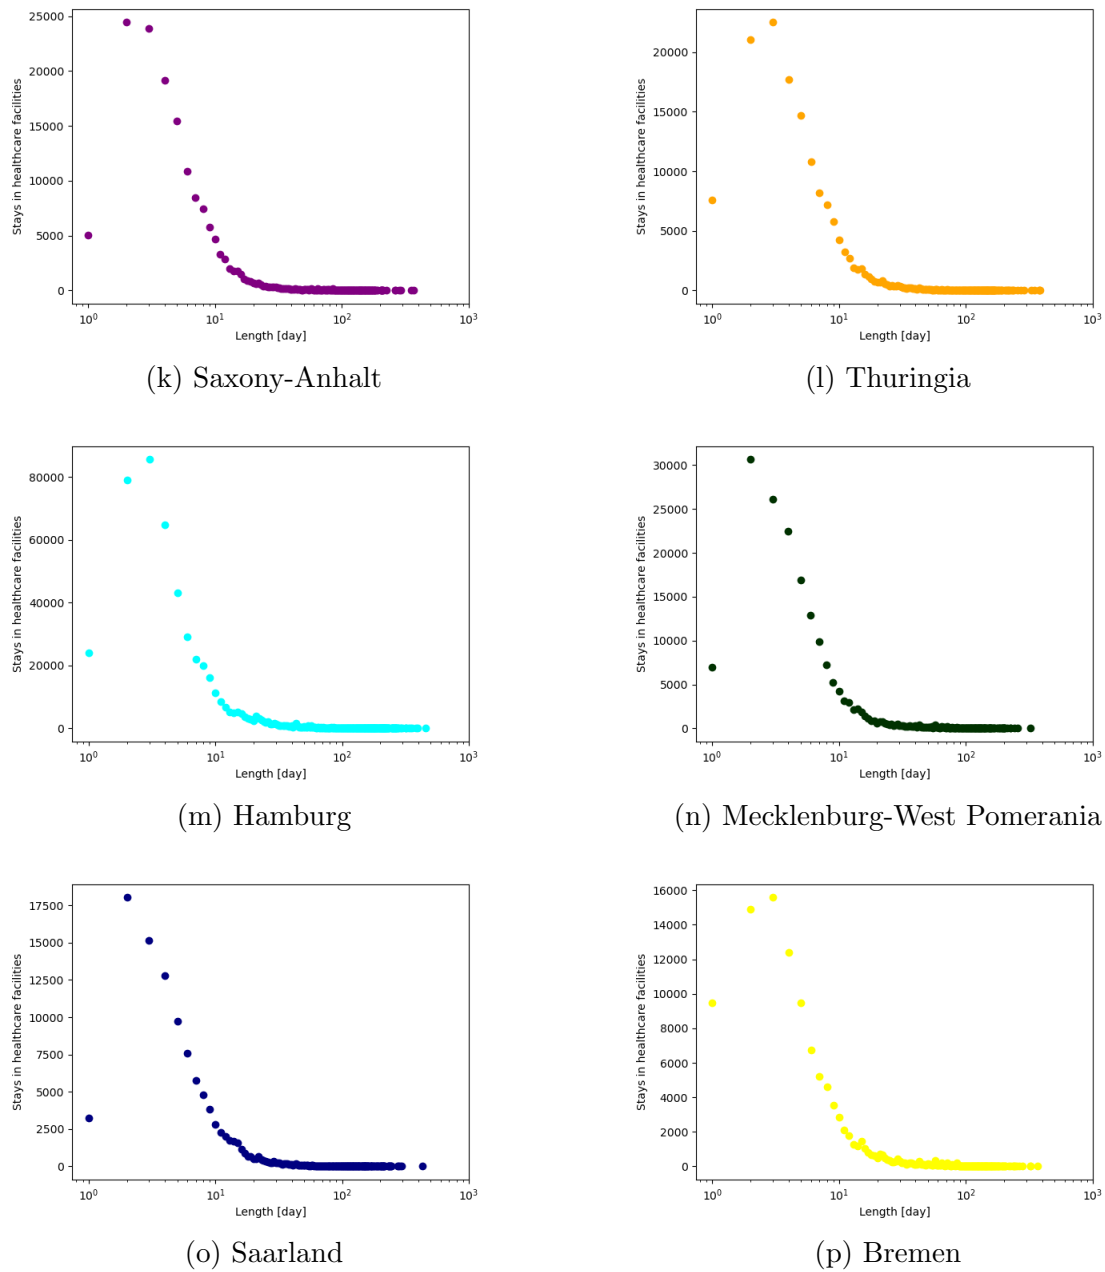 25000
20000
15000
10000
5000
0
Stays in healthcare facilities
10⁰ 10¹ 10² 10³
Length [day]
(k) Saxony-Anhalt
20000
15000
10000
5000
0
Stays in healthcare facilities
10⁰ 10¹ 10² 10³
Length [day]
(l) Thuringia
80000
60000
40000
20000
0
Stays in healthcare facilities
10⁰ 10¹ 10² 10³
Length [day]
(m) Hamburg
30000
25000
20000
15000
10000
5000
0
Stays in healthcare facilities
10⁰ 10¹ 10² 10³
Length [day]
(n) Mecklenburg-West Pomerania
17500
15000
12500
10000
7500
5000
2500
0
Stays in healthcare facilities
10⁰ 10¹ 10² 10³
Length [day]
(o) Saarland
16000
14000
12000
10000
8000
6000
4000
2000
0
Stays in healthcare facilities
10⁰ 10¹ 10² 10³
Length [day]
(p) Bremen